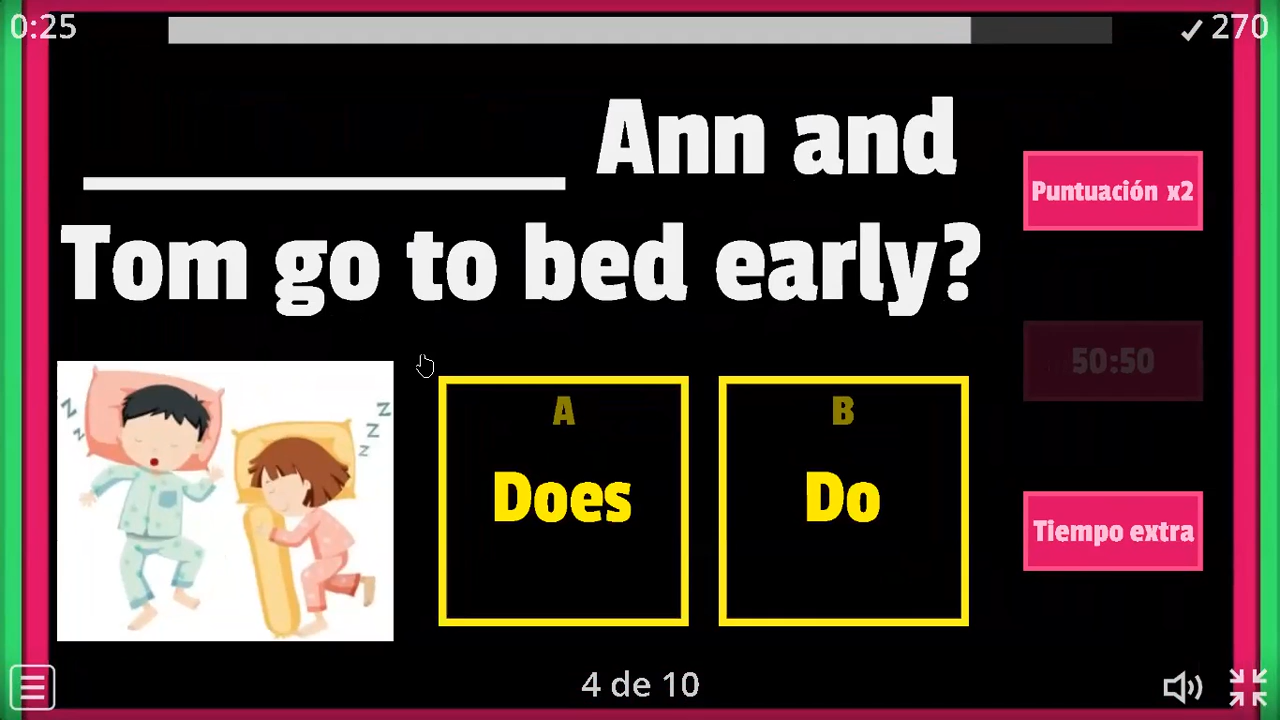 0:25
270
____________ Ann and
Tom go to bed early?
Puntuación x2
50:50
Tiempo extra
A
Does
B
Do
Z
z
Z
z
z
4 de 10